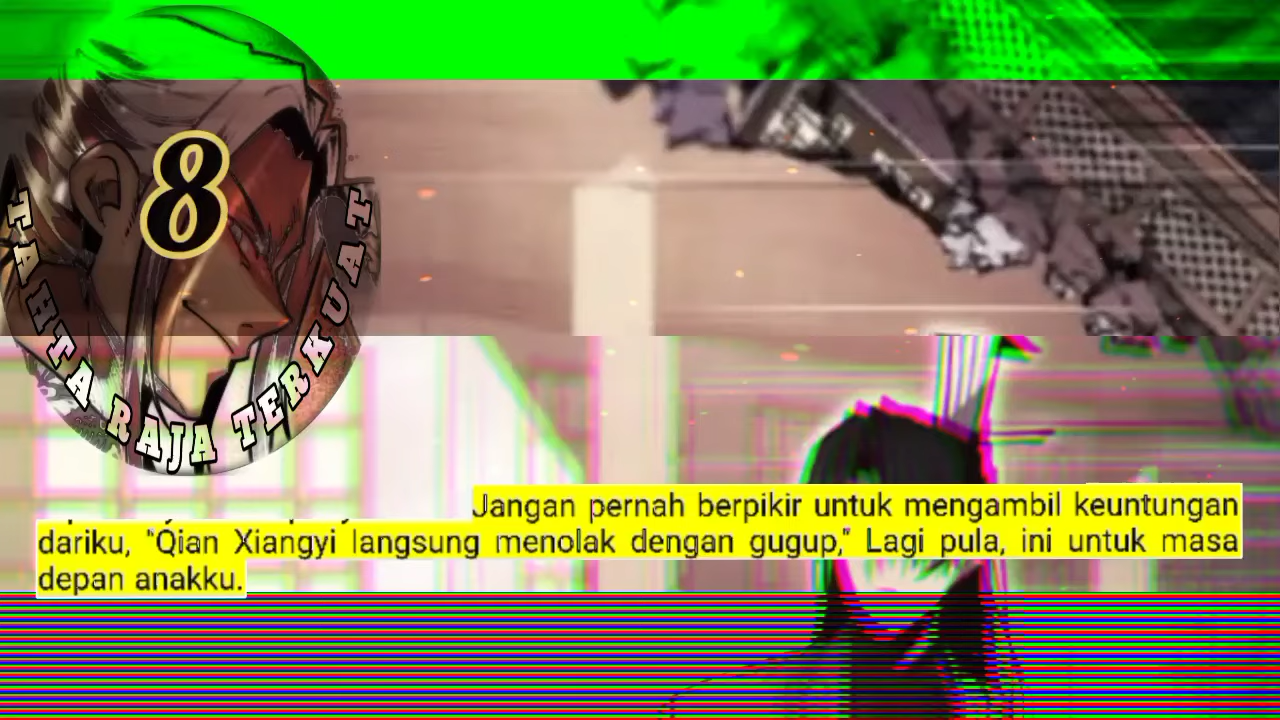 8
TAHTA RAJA TERKUAT
Jangan pernah berpikir untuk mengambil keuntungan
dariku, "Qian Xiangyi langsung menolak dengan gugup," Lagi pula, ini untuk masa
depan anakku.